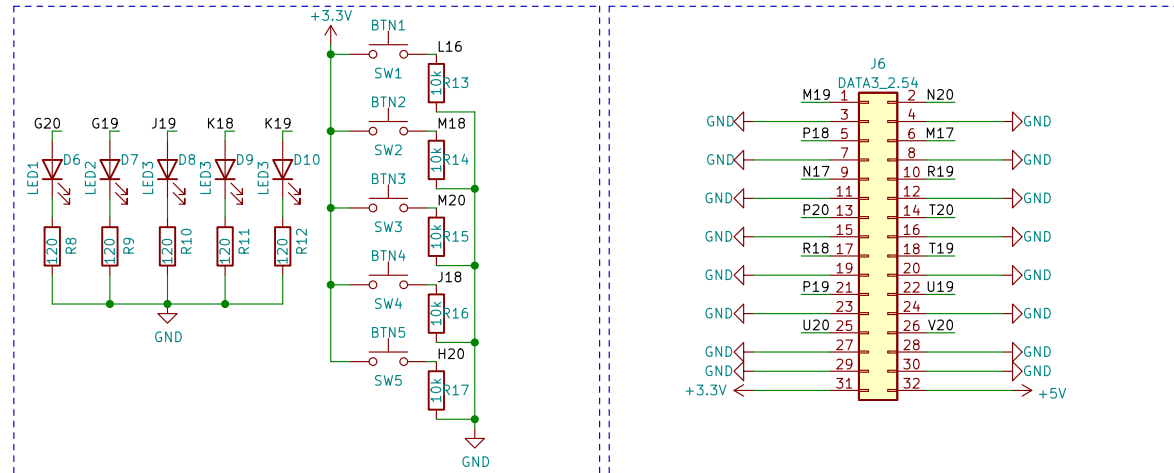 +3.3V
BTN1
L16
SW1
10k
R13
BTN2
M18
SW2
10k
R14
BTN3
M20
SW3
10k
R15
BTN4
J18
SW4
10k
R16
BTN5
H20
SW5
10k
R17
GND
G20
G19
J19
K18
K19
LED1
D6
LED2
D7
LED3
D8
LED3
D9
LED3
D10
120
R8
120
R9
120
R10
120
R11
120
R12
GND
J6
DATA3_2.54
M19 1 2 N20
GND 3 4 GND
P18 5 6 M17
GND 7 8 GND
N17 9 10 R19
GND 11 12 GND
P20 13 14 T20
GND 15 16 GND
R18 17 18 T19
GND 19 20 GND
P19 21 22 U19
GND 23 24 GND
U20 25 26 V20
GND 27 28 GND
GND 29 30 GND
+3.3V 31 32 +5V